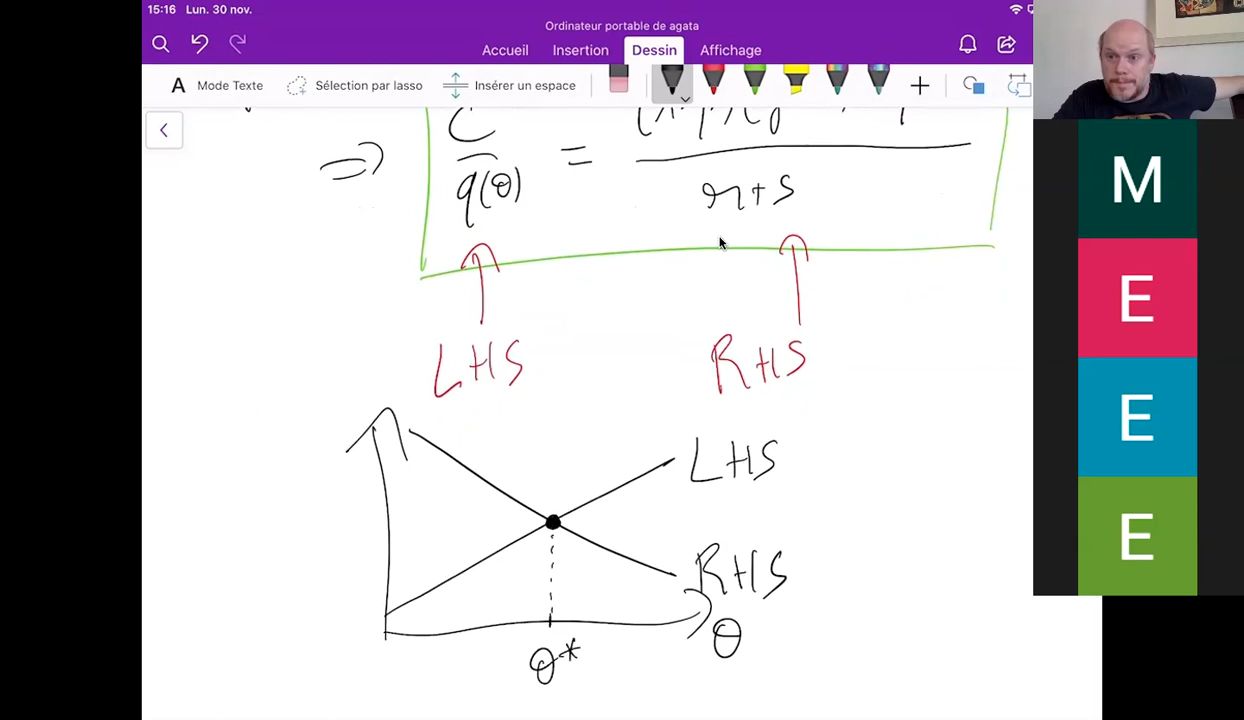 15:16 Lun. 30 nov.
Ordinateur portable de agata
Accueil Insertion Dessin Affichage
A Mode Texte Sélection par lasso Insérer un espace
⇒ C/q(θ) = / r+s
LHS RHS
LHS
RHS
θ* θ
M
E
E
E